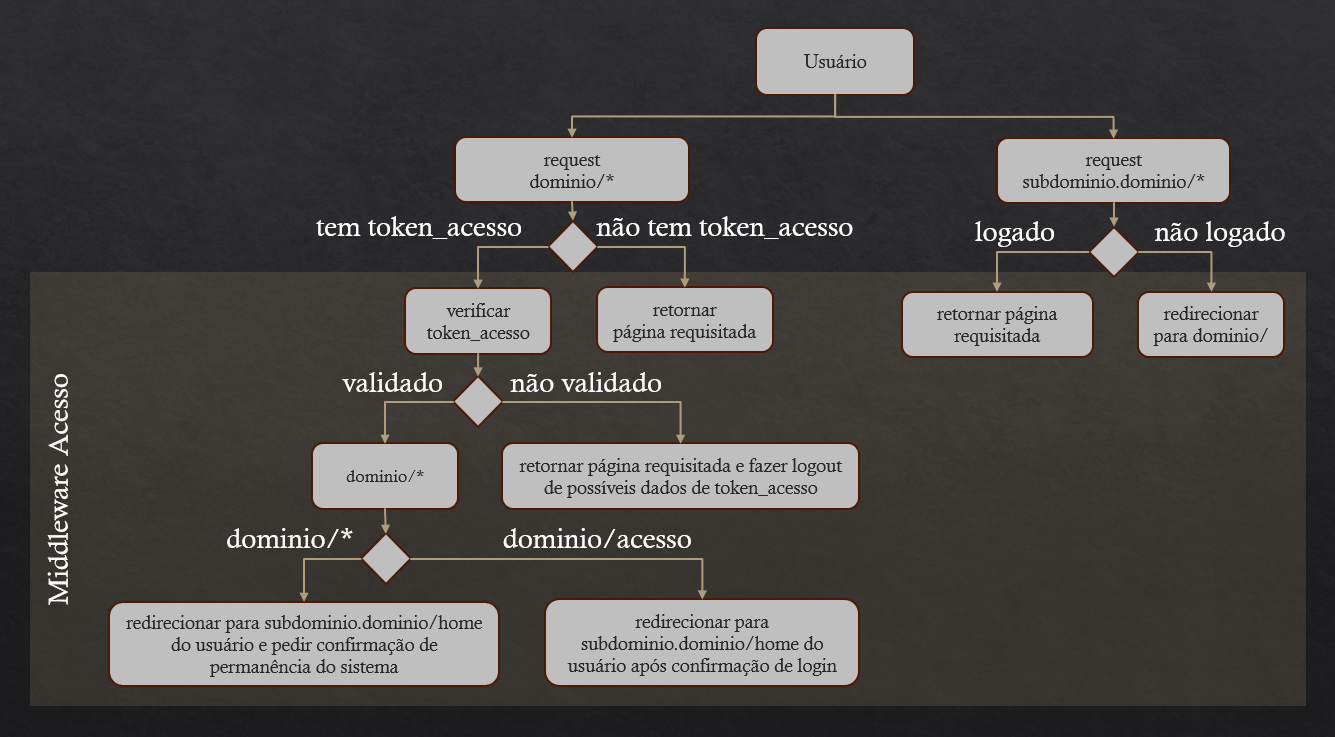 Usuário
request
dominio/*
request
subdominio.dominio/*
tem token_acesso
não tem token_acesso
logado
não logado
verificar
token_acesso
retornar
página requisitada
retornar página
requisitada
redirecionar
para dominio/
validado
não validado
dominio/*
retornar página requisitada e fazer logout
de possíveis dados de token_acesso
dominio/*
dominio/acesso
redirecionar para subdominio.dominio/home
do usuário e pedir confirmação de
permanência do sistema
redirecionar para
subdominio.dominio/home do
usuário após confirmação de login
Middleware Acesso